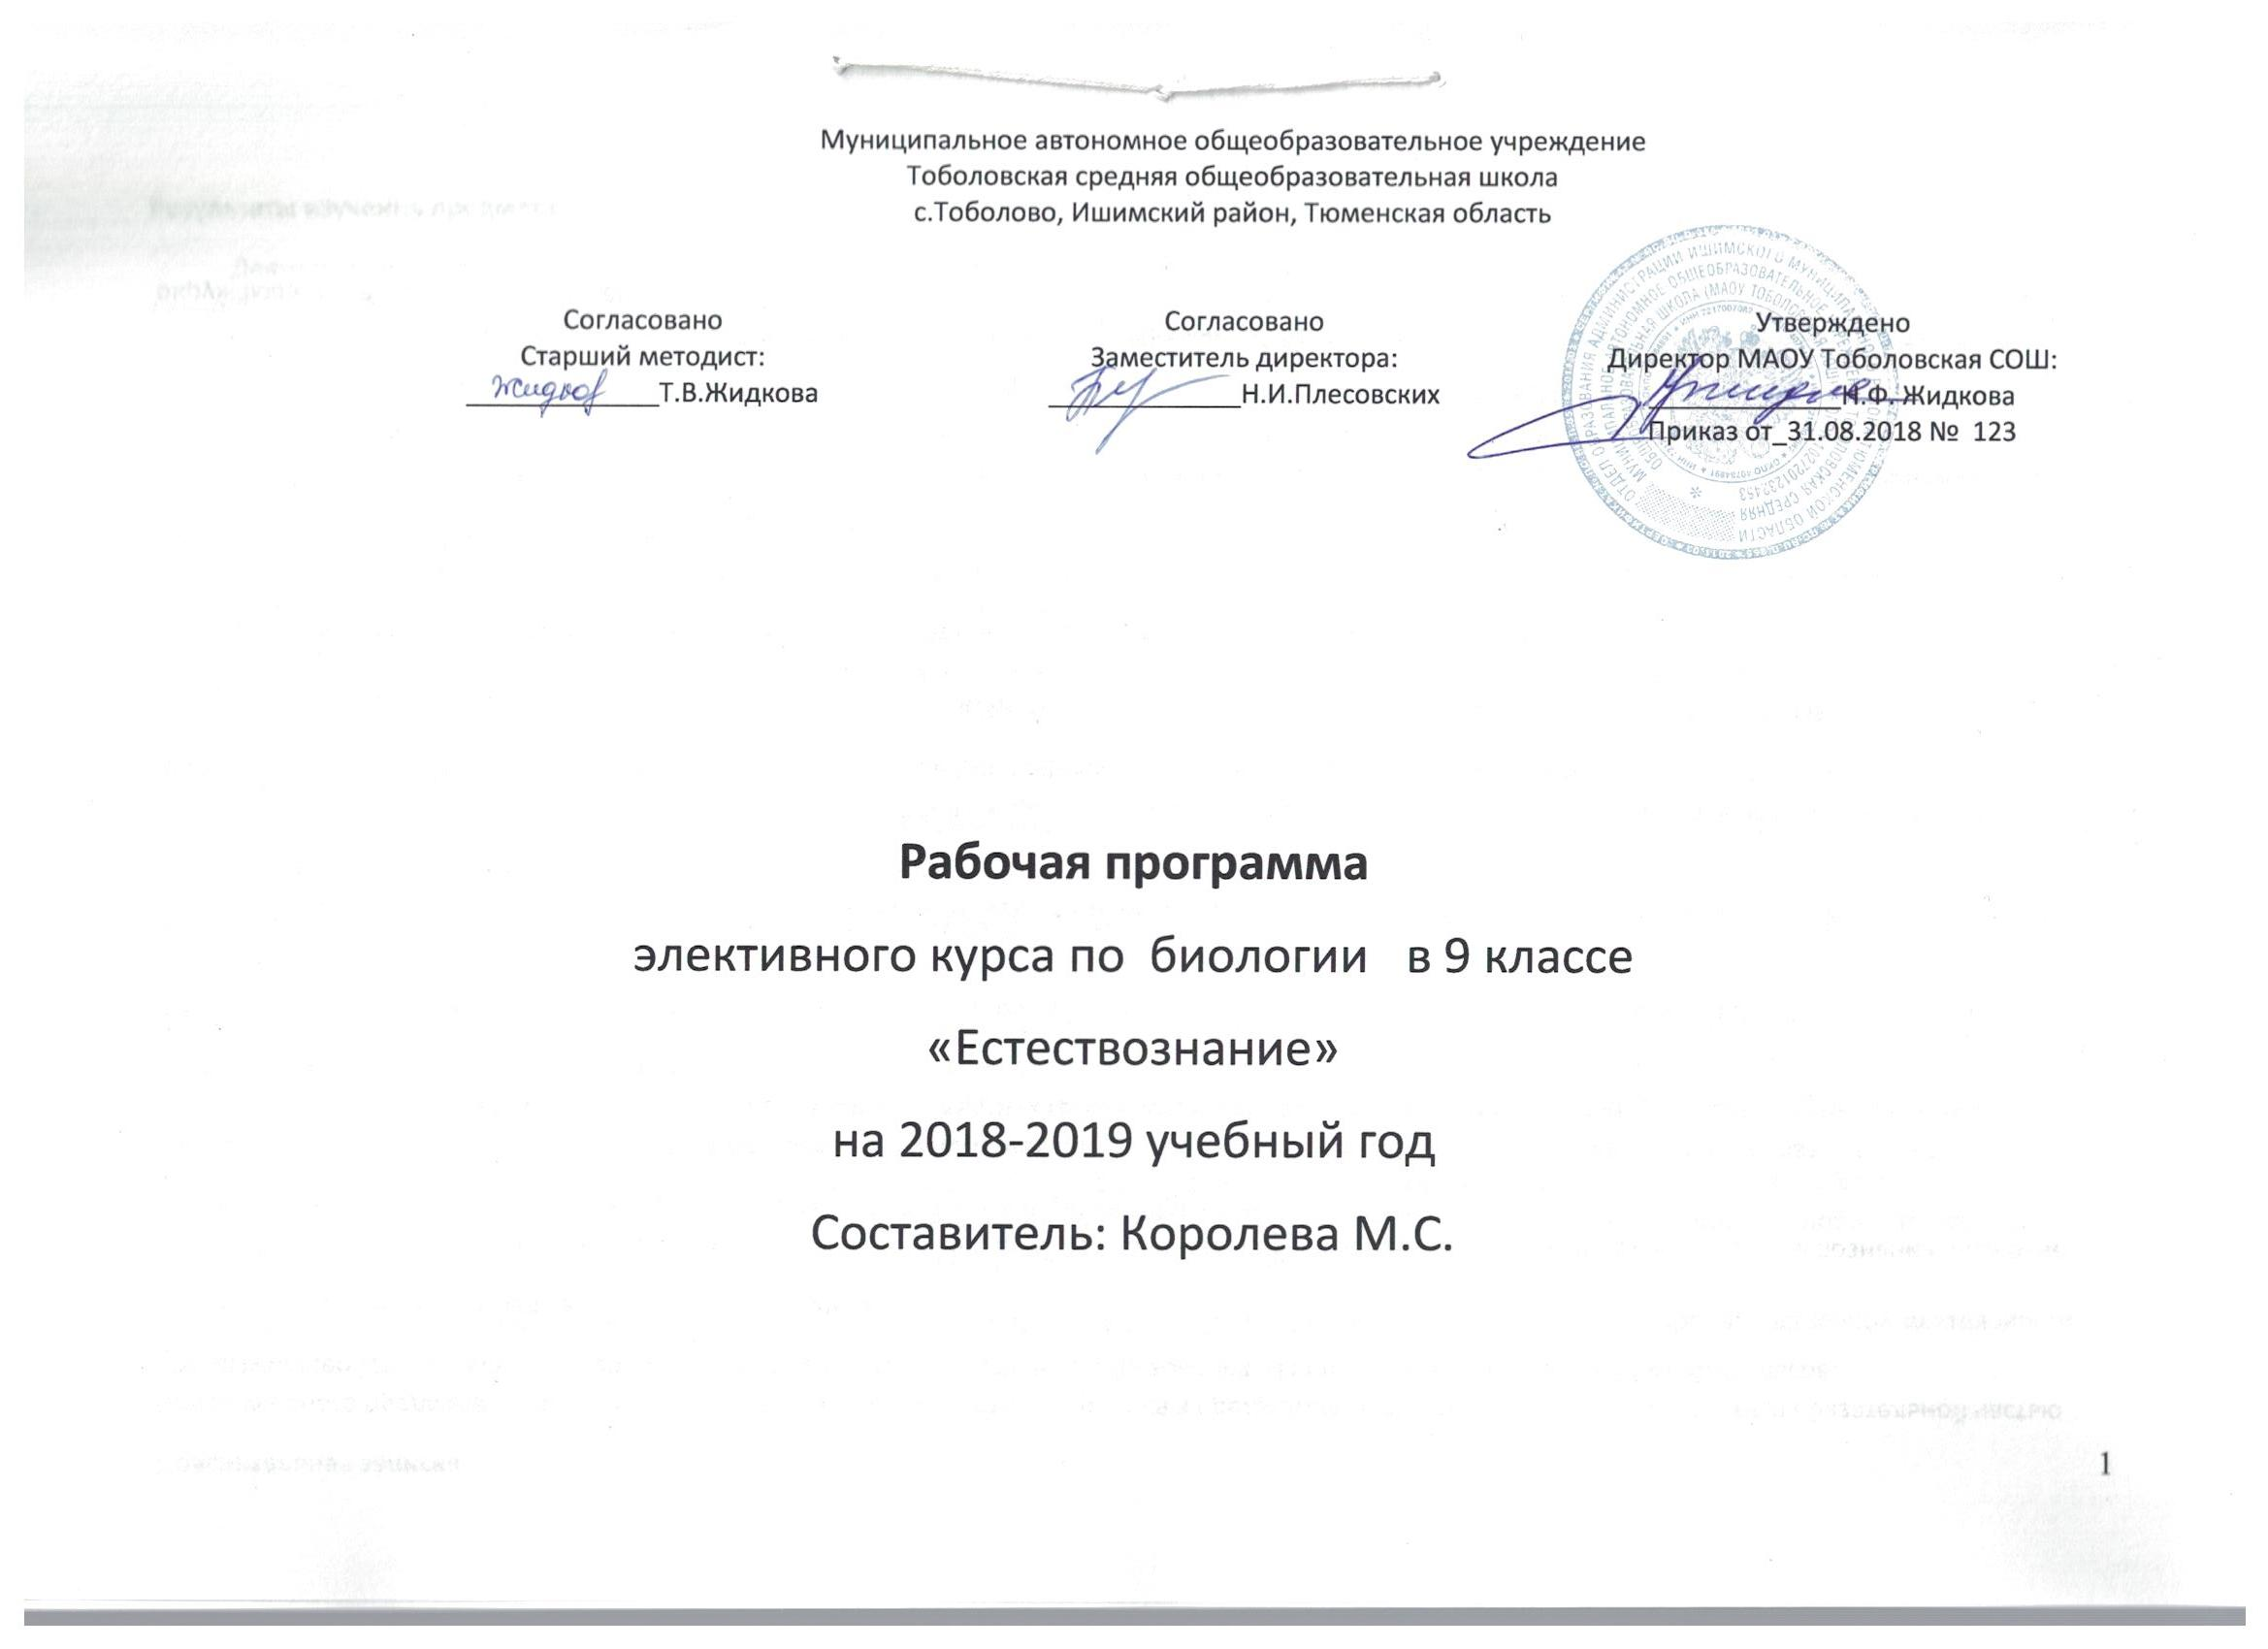 Муниципальное автономное общеобразовательное учреждение
Тоболовская средняя общеобразовательная школа
с.Тоболово, Ишимский район, Тюменская область
Согласовано
Старший методист:
Т.В.Жидкова
Согласовано
Заместитель директора:
Н.И.Плесовских
Утверждено
Директор МАОУ Тоболовская СОШ:
Н.Ф. Жидкова
Приказ от_31.08.2018 № 123
Рабочая программа
элективного курса по биологии в 9 классе
«Естествознание»
на 2018-2019 учебный год
Составитель: Королева М.С.
1